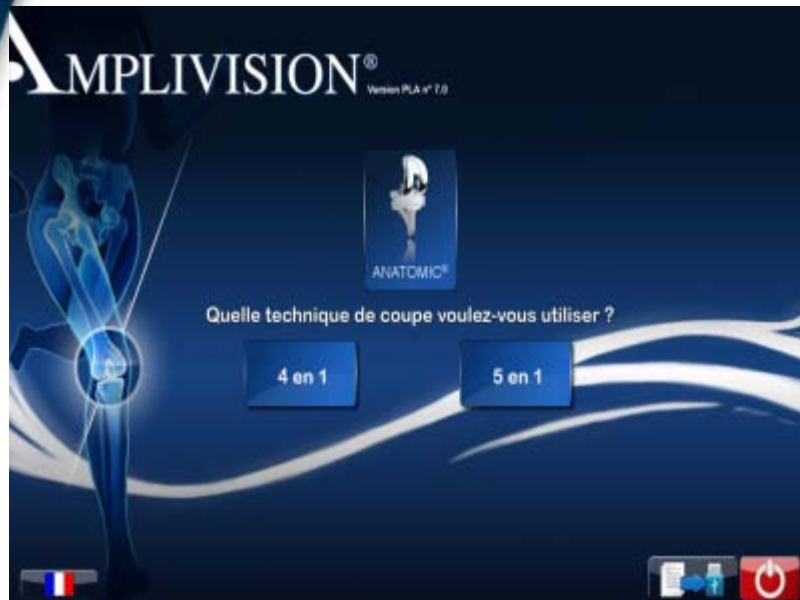 AMPLIVISION®
Version PLA n° 7.0
ANATOMIC®
Quelle technique de coupe voulez-vous utiliser ?
4 en 1
5 en 1